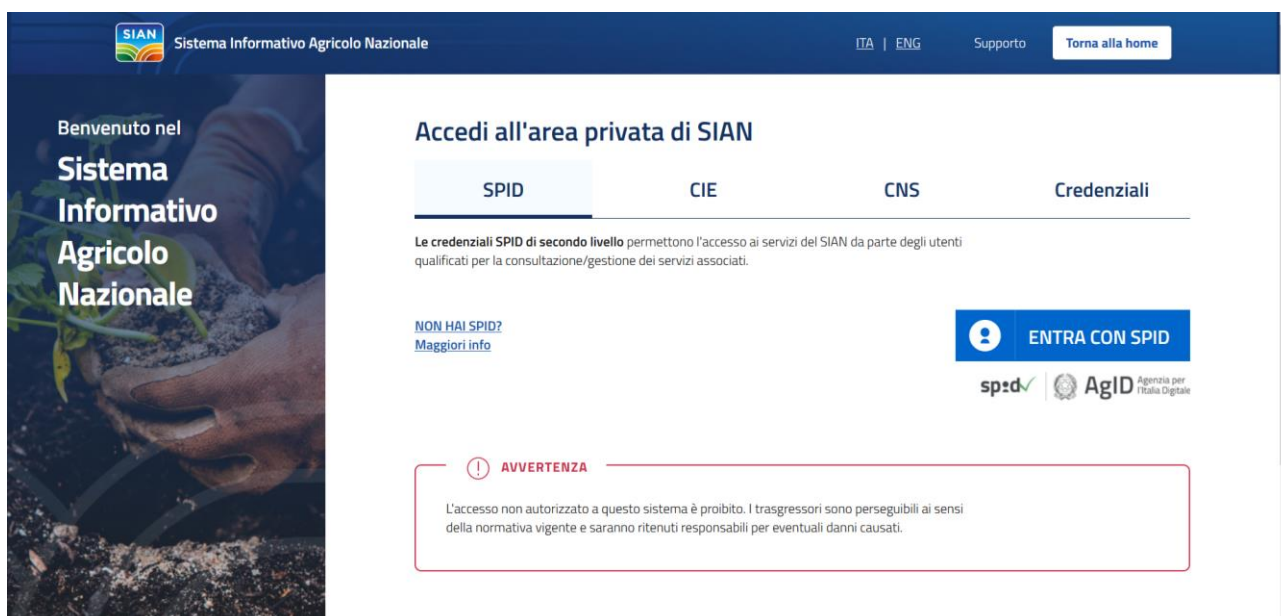 SIAN
Sistema Informativo Agricolo Nazionale
ITA | ENG
Supporto
Torna alla home
Benvenuto nel
Sistema
Informativo
Agricolo
Nazionale
Accedi all'area privata di SIAN
SPID
CIE
CNS
Credenziali
Le credenziali SPID di secondo livello permettono l'accesso ai servizi del SIAN da parte degli utenti
qualificati per la consultazione/gestione dei servizi associati.
NON HAI SPID?
Maggiori info
ENTRA CON SPID
spid
AgID
Agenzia per
l'Italia Digitale
AVVERTENZA
L'accesso non autorizzato a questo sistema è proibito. I trasgressori sono perseguibili ai sensi
della normativa vigente e saranno ritenuti responsabili per eventuali danni causati.